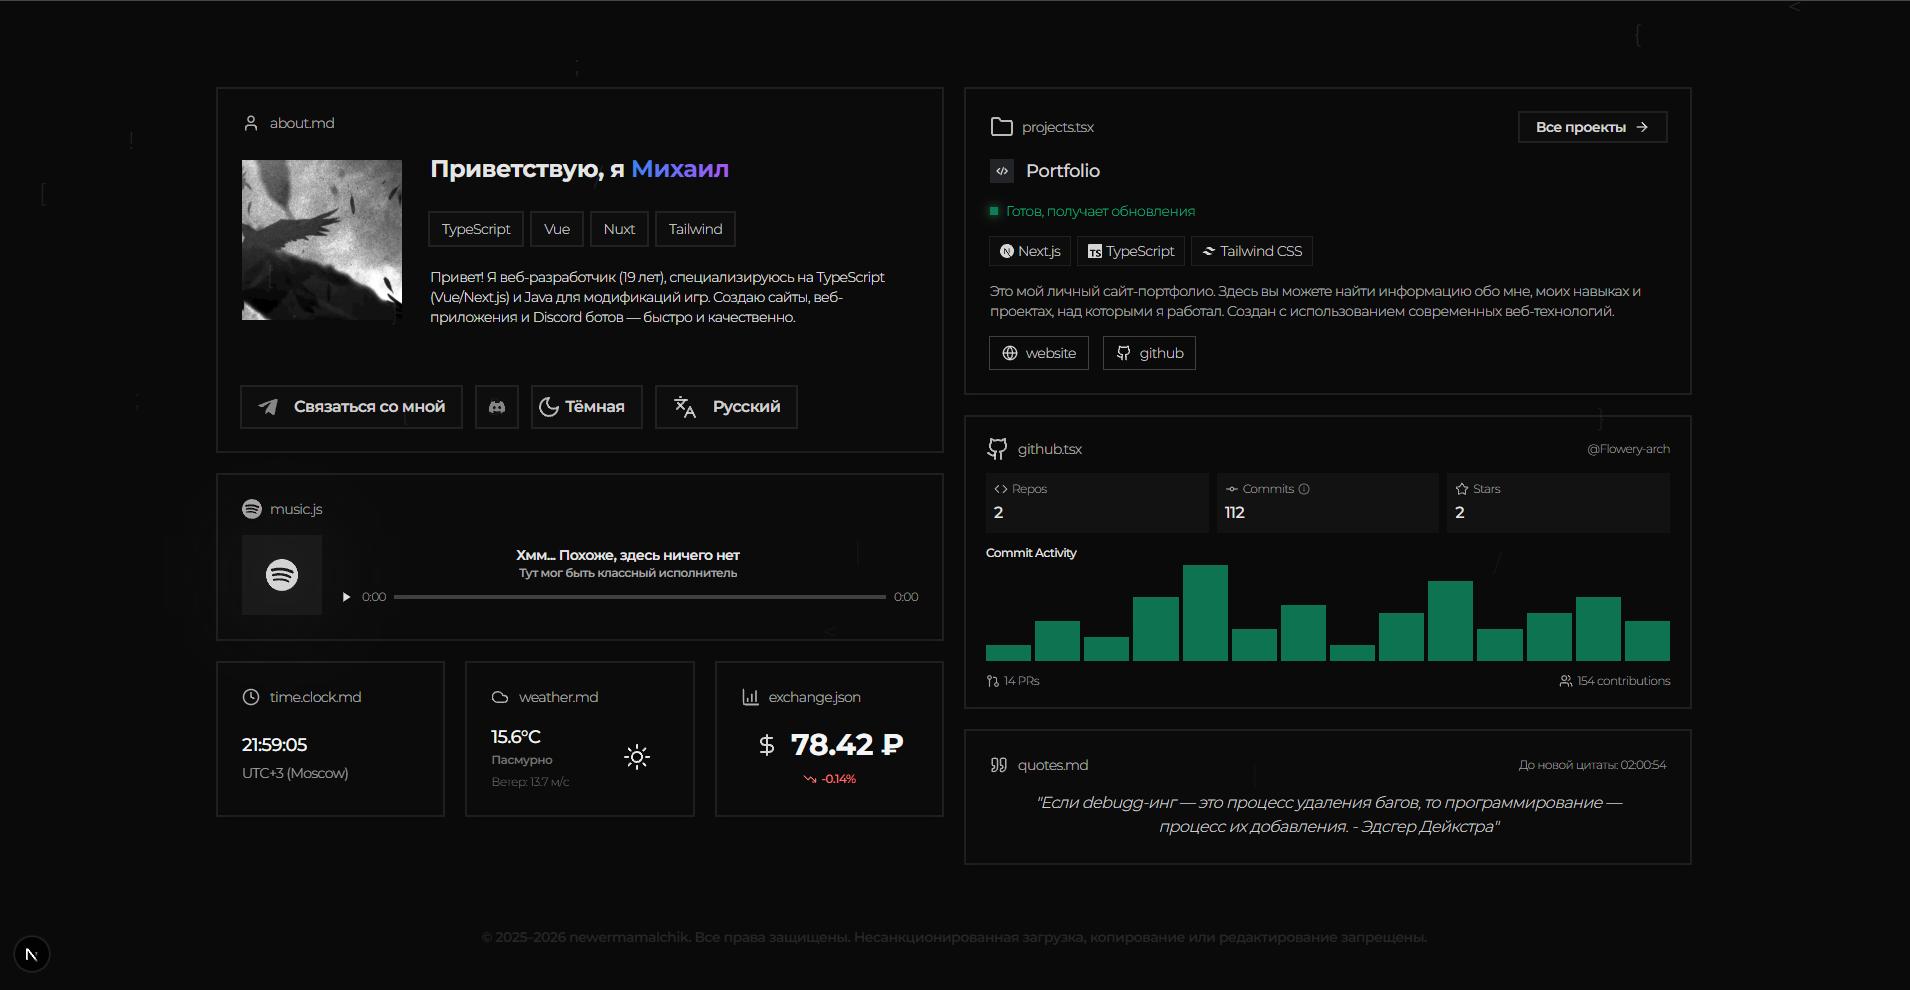 about.md
Приветствую, я Михаил
TypeScript
Vue
Nuxt
Tailwind
Привет! Я веб-разработчик (19 лет), специализируюсь на TypeScript
(Vue/Next.js) и Java для модификаций игр. Создаю сайты, веб-
приложения и Discord ботов — быстро и качественно.
Связаться со мной
Тёмная
Русский
music.js
Хмм... Похоже, здесь ничего нет
Тут мог быть классный исполнитель
0:00
0:00
time.clock.md
21:59:05
UTC+3 (Moscow)
weather.md
15.6°C
Пасмурно
Ветер: 13.7 м/с
exchange.json
$ 78.42 ₽
-0.14%
projects.tsx
Все проекты →
Portfolio
Готов, получает обновления
Next.js
TS TypeScript
Tailwind CSS
Это мой личный сайт-портфолио. Здесь вы можете найти информацию обо мне, моих навыках и
проектах, над которыми я работал. Создан с использованием современных веб-технологий.
website
github
github.tsx
@Flowery-arch
Repos
2
Commits
112
Stars
2
Commit Activity
14 PRs
154 contributions
quotes.md
До новой цитаты: 02:00:54
"Если debugg-инг — это процесс удаления багов, то программирование —
процесс их добавления. - Эдсгер Дейкстра"
© 2025-2026 newermamalchik. Все права защищены. Несанкционированная загрузка, копирование или редактирование запрещены.